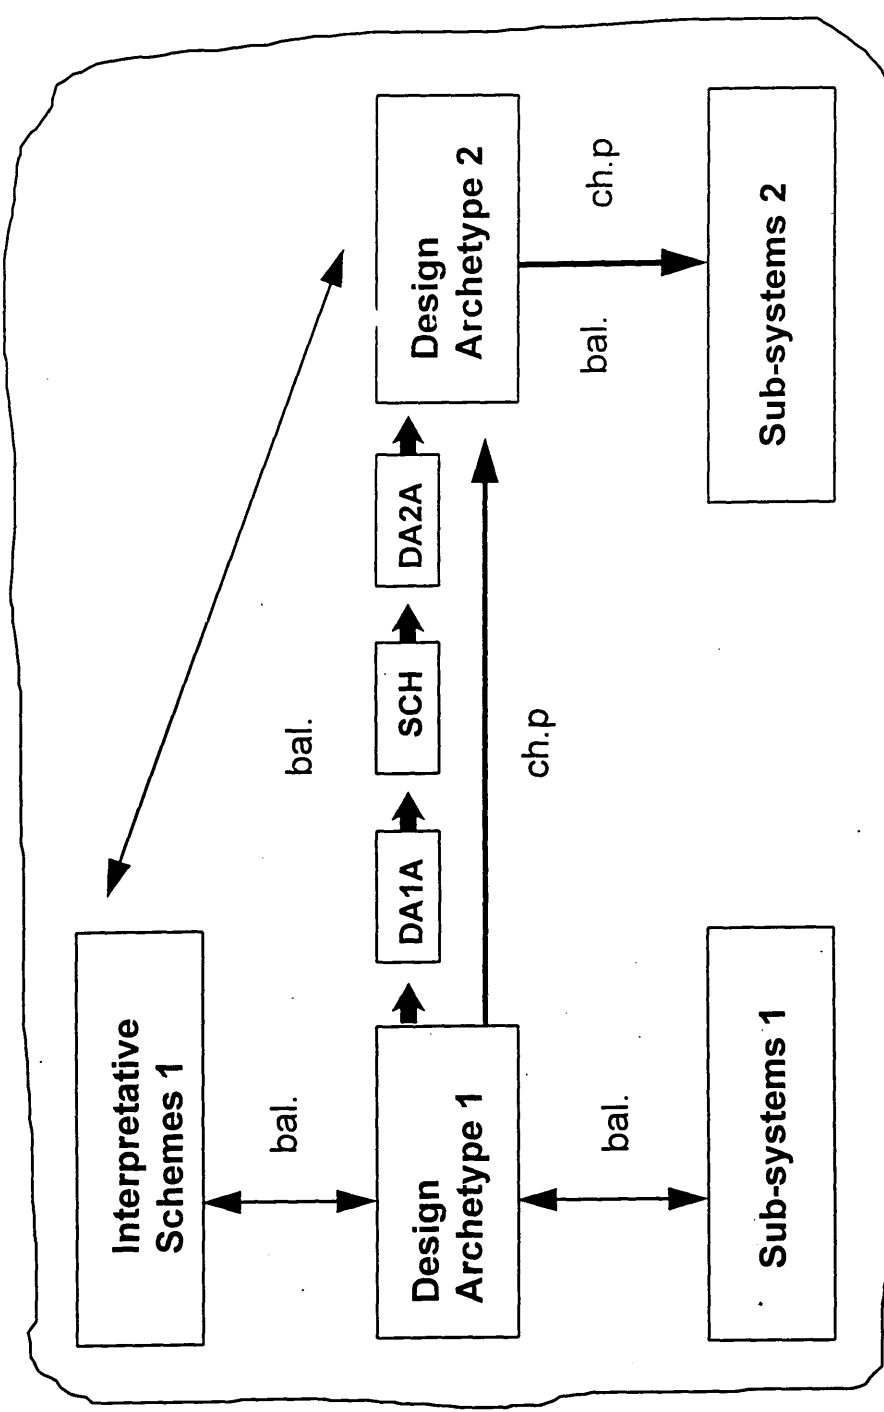 Interpretative
Schemes 1
bal.
bal.
Design
Archetype 1
DA1A
SCH
DA2A
Design
Archetype 2
ch.p
bal.
bal.
ch.p
Sub-systems 1
Sub-systems 2